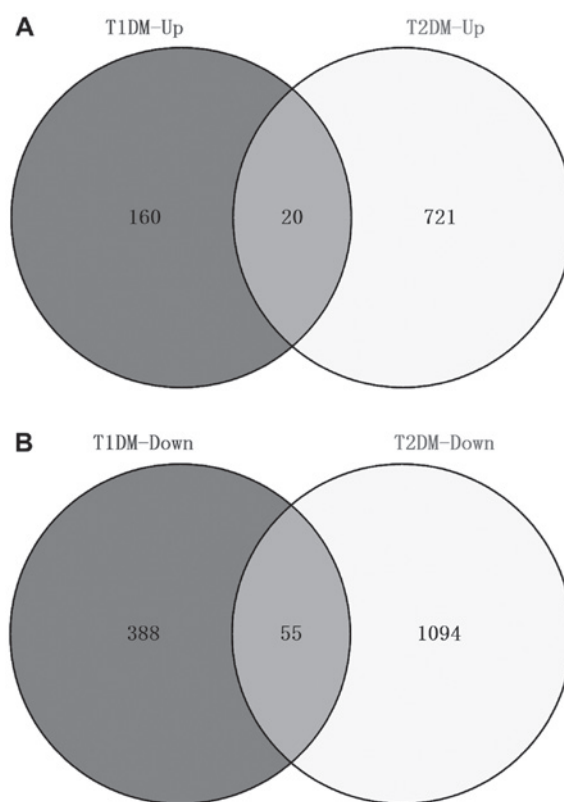 A
T1DM-Up T2DM-Up
160 20 721
B
T1DM-Down T2DM-Down
388 55 1094